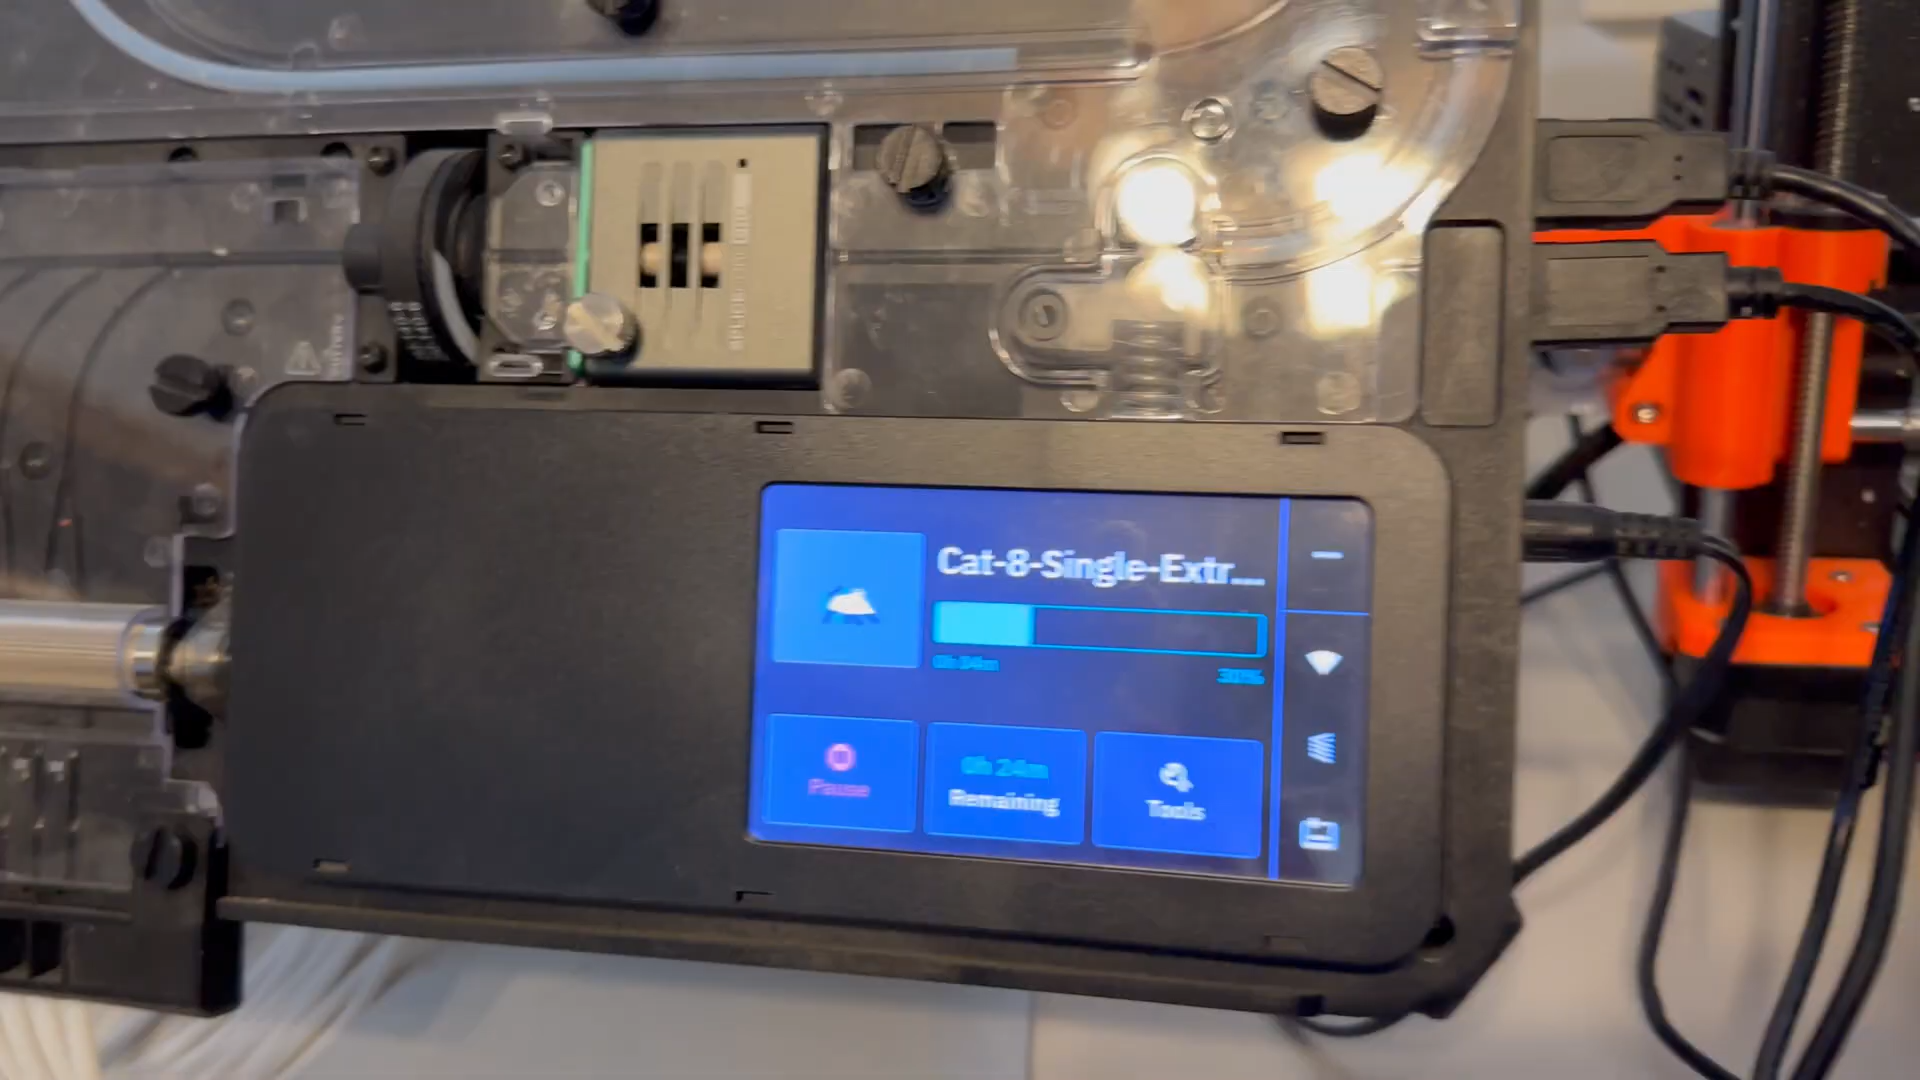 Cat-8-Single-Extr...
0h 24m
30%
Pause
0h 24m
Remaining
Tools